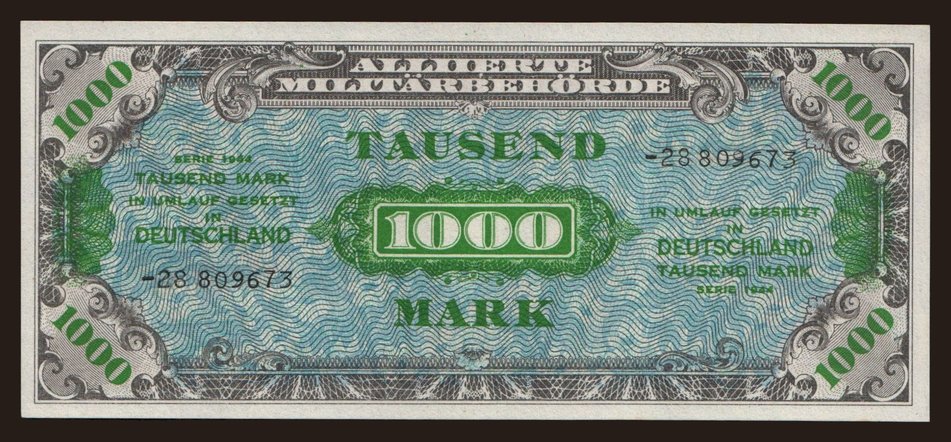 ALLIIERTE
MILITÄRBEHÖRDE
1000
1000
TAUSEND
SERIE 1944
TAUSEND MARK
IN UMLAUF GESETZT
IN
DEUTSCHLAND
-28 809673
1000
-28 809673
IN UMLAUF GESETZT
IN
DEUTSCHLAND
TAUSEND MARK
SERIE 1944
MARK
1000
1000